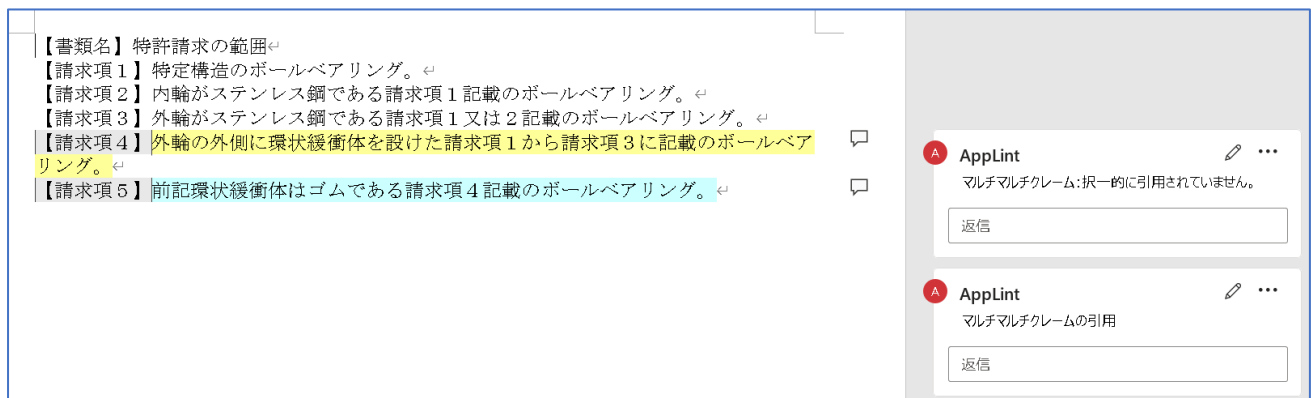 【書類名】特許請求の範囲↵
【請求項１】特定構造のボールベアリング。↵
【請求項２】内輪がステンレス鋼である請求項１記載のボールベアリング。↵
【請求項３】外輪がステンレス鋼である請求項１又は２記載のボールベアリング。↵
【請求項４】外輪の外側に環状緩衝体を設けた請求項１から請求項３に記載のボールベア
リング。↵
【請求項５】前記環状緩衝体はゴムである請求項４記載のボールベアリング。↵
A AppLint
マルチマルチクレーム:択一的に引用されていません。
返信
A AppLint
マルチマルチクレームの引用
返信